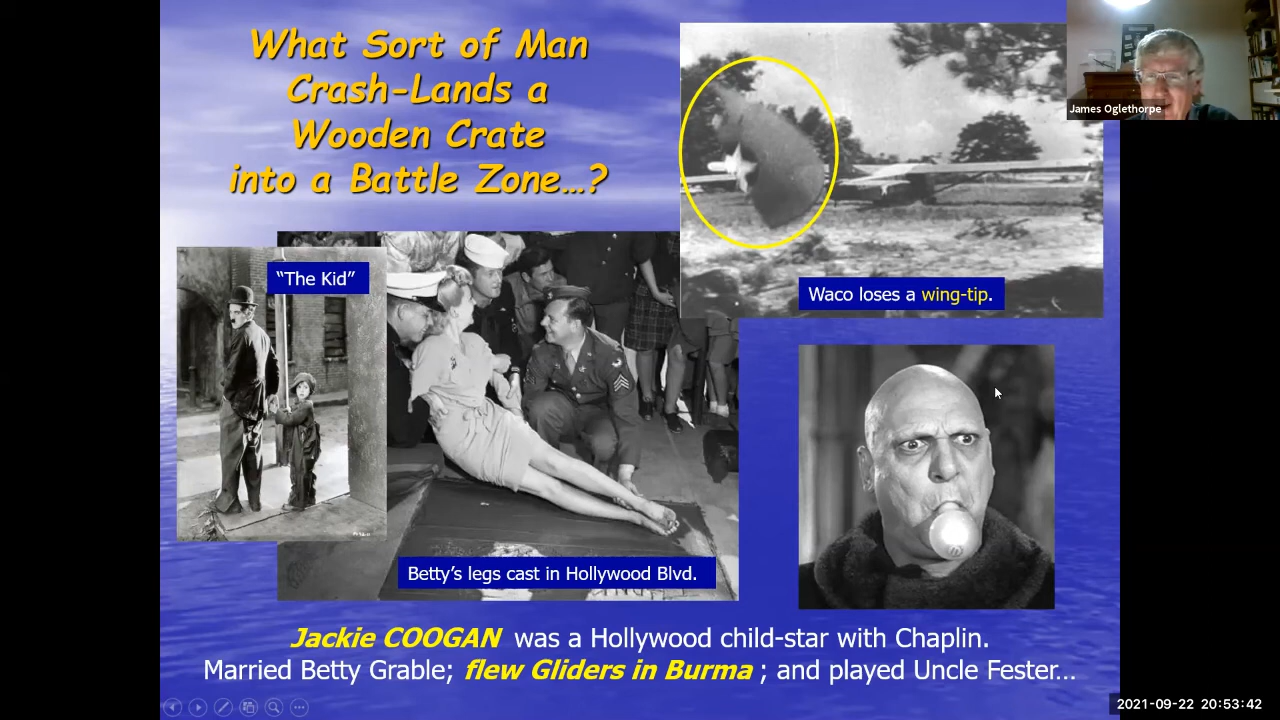 What Sort of Man
Crash-Lands a
Wooden Crate
into a Battle Zone…?
James Oglethorpe
"The Kid"
Waco loses a wing-tip.
Betty's legs cast in Hollywood Blvd.
Jackie COOGAN was a Hollywood child-star with Chaplin.
Married Betty Grable; flew Gliders in Burma ; and played Uncle Fester…
2021-09-22 20:53:42